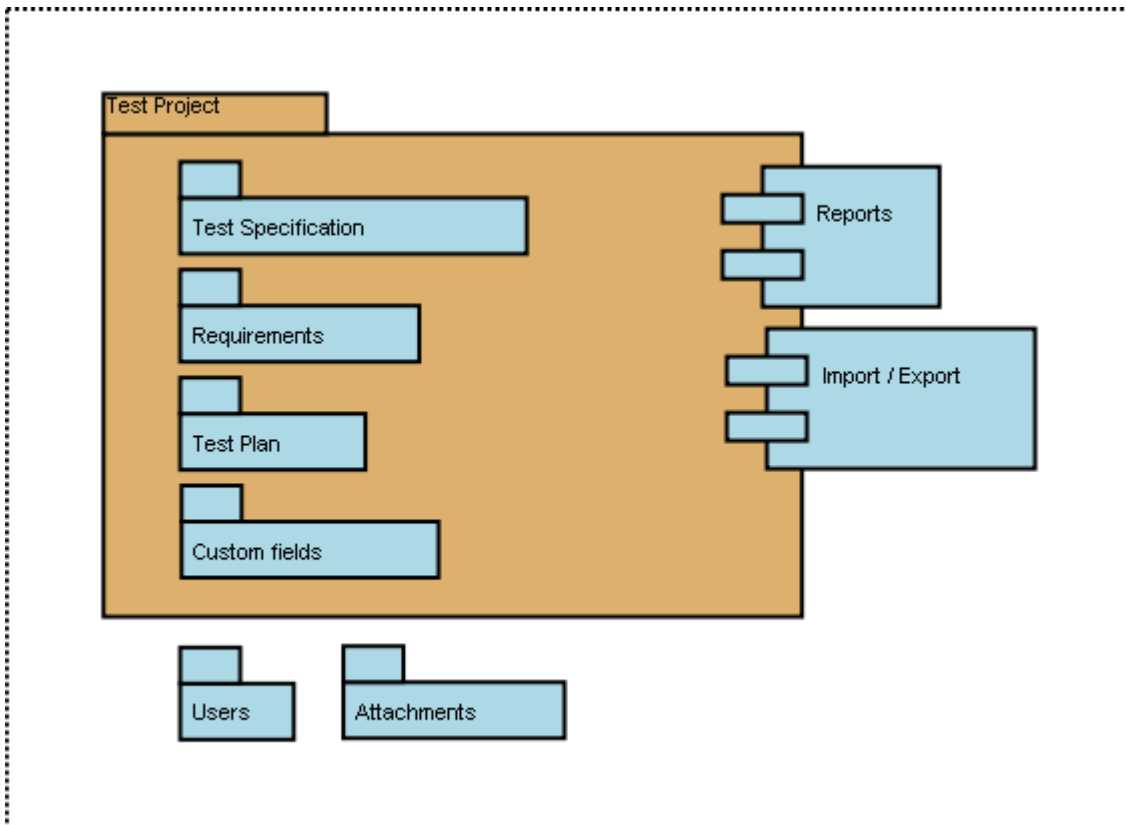 Test Project
Test Specification
Requirements
Test Plan
Custom fields
Reports
Import / Export
Users
Attachments